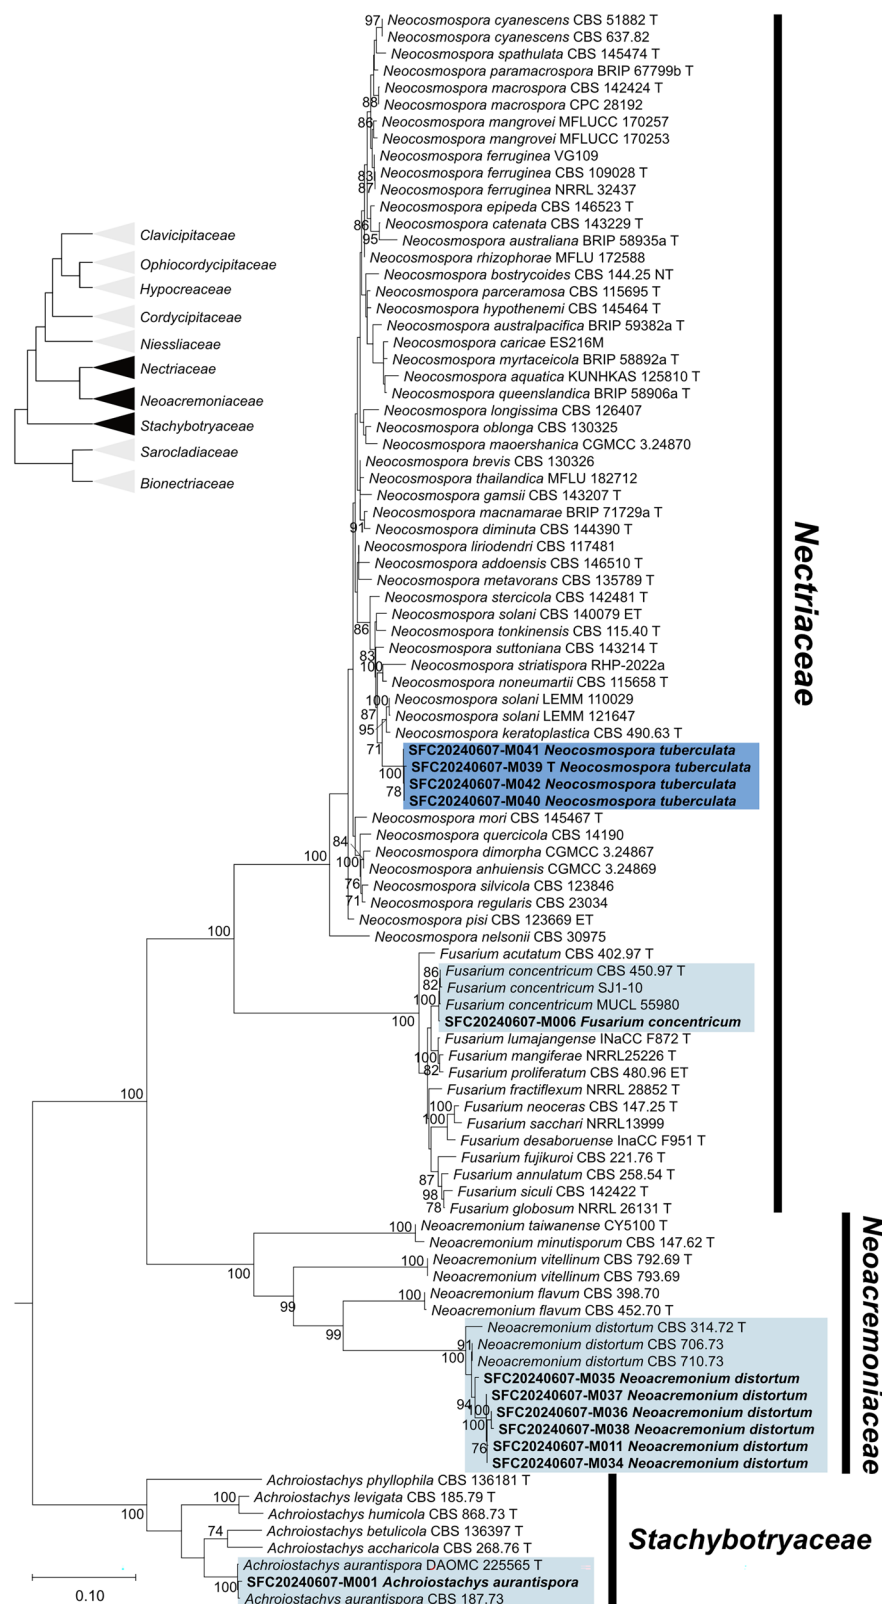 97
Neocosmospora cyanescens CBS 51882 T
Neocosmospora cyanescens CBS 637.82
Neocosmospora spathulata CBS 145474 T
Neocosmospora paramacrospora BRIP 67799b T
Neocosmospora macrospora CBS 142424 T
88
Neocosmospora macrospora CPC 28192
86
Neocosmospora mangrovei MFLUCC 170257
Neocosmospora mangrovei MFLUCC 170253
Neocosmospora ferruginea VG109
83
Neocosmospora ferruginea CBS 109028 T
87
Neocosmospora ferruginea NRRL 32437
Neocosmospora epipeda CBS 146523 T
86
Neocosmospora catenata CBS 143229 T
95
Neocosmospora australiana BRIP 58935a T
Neocosmospora rhizophorae MFLU 172588
Neocosmospora bostrycoides CBS 144.25 NT
Neocosmospora parceramosa CBS 115695 T
Neocosmospora hypothenemi CBS 145464 T
Neocosmospora australpacifica BRIP 59382a T
Neocosmospora caricae ES216M
Neocosmospora myrtaceicola BRIP 58892a T
Neocosmospora aquatica KUNHKAS 125810 T
Neocosmospora queenslandica BRIP 58906a T
Neocosmospora longissima CBS 126407
Neocosmospora oblonga CBS 130325
Neocosmospora maoershanica CGMCC 3.24870
Neocosmospora brevis CBS 130326
Neocosmospora thailandica MFLU 182712
Neocosmospora gamsii CBS 143207 T
Neocosmospora macnamarae BRIP 71729a T
91
Neocosmospora diminuta CBS 144390 T
Neocosmospora liriodendri CBS 117481
Neocosmospora addoensis CBS 146510 T
Neocosmospora metavorans CBS 135789 T
Neocosmospora stercicola CBS 142481 T
Neocosmospora solani CBS 140079 ET
86
Neocosmospora tonkinensis CBS 115.40 T
83
Neocosmospora suttoniana CBS 143214 T
100
Neocosmospora striatispora RHP-2022a
Neocosmospora noneumartii CBS 115658 T
100
Neocosmospora solani LEMM 110029
87
Neocosmospora solani LEMM 121647
95
Neocosmospora keratoplastica CBS 490.63 T
71
SFC20240607-M041 Neocosmospora tuberculata
100
SFC20240607-M039 T Neocosmospora tuberculata
SFC20240607-M042 Neocosmospora tuberculata
78
SFC20240607-M040 Neocosmospora tuberculata
Neocosmospora mori CBS 145467 T
84
Neocosmospora quercicola CBS 14190
Neocosmospora dimorpha CGMCC 3.24867
100
Neocosmospora anhuiensis CGMCC 3.24869
76
Neocosmospora silvicola CBS 123846
71
Neocosmospora regularis CBS 23034
Neocosmospora pisi CBS 123669 ET
Neocosmospora nelsonii CBS 30975
100
100
Fusarium acutatum CBS 402.97 T
86
Fusarium concentricum CBS 450.97 T
82
Fusarium concentricum SJ1-10
100
Fusarium concentricum MUCL 55980
100
SFC20240607-M006 Fusarium concentricum
Fusarium lumajangense INaCC F872 T
100
Fusarium mangiferae NRRL25226 T
82
Fusarium proliferatum CBS 480.96 ET
Fusarium fractiflexum NRRL 28852 T
100
Fusarium neoceras CBS 147.25 T
100
Fusarium sacchari NRRL13999
Fusarium desaboruense InaCC F951 T
Fusarium fujikuroi CBS 221.76 T
87
Fusarium annulatum CBS 258.54 T
98
Fusarium siculi CBS 142422 T
78
Fusarium globosum NRRL 26131 T
100
100
Neoacremonium taiwanense CY5100 T
Neoacremonium minutisporum CBS 147.62 T
100
100
Neoacremonium vitellinum CBS 792.69 T
Neoacremonium vitellinum CBS 793.69
99
100
Neoacremonium flavum CBS 398.70
Neoacremonium flavum CBS 452.70 T
99
Neoacremonium distortum CBS 314.72 T
91
Neoacremonium distortum CBS 706.73
100
Neoacremonium distortum CBS 710.73
SFC20240607-M035 Neoacremonium distortum
SFC20240607-M037 Neoacremonium distortum
94
100
SFC20240607-M036 Neoacremonium distortum
100
SFC20240607-M038 Neoacremonium distortum
76
SFC20240607-M011 Neoacremonium distortum
SFC20240607-M034 Neoacremonium distortum
Achroiostachys phyllophila CBS 136181 T
100
100
Achroiostachys levigata CBS 185.79 T
Achroiostachys humicola CBS 868.73 T
74
Achroiostachys betulicola CBS 136397 T
Achroiostachys accharicola CBS 268.76 T
Achroiostachys aurantispora DAOMC 225565 T
100
SFC20240607-M001 Achroiostachys aurantispora
Achroiostachys aurantispora CBS 187.73
Clavicipitaceae
Ophiocordycipitaceae
Hypocreaceae
Cordycipitaceae
Niessliaceae
Nectriaceae
Neoacremoniaceae
Stachybotryaceae
Sarocladiaceae
Bionectriaceae
Nectriaceae
Neoacremoniaceae
Stachybotryaceae
0.10